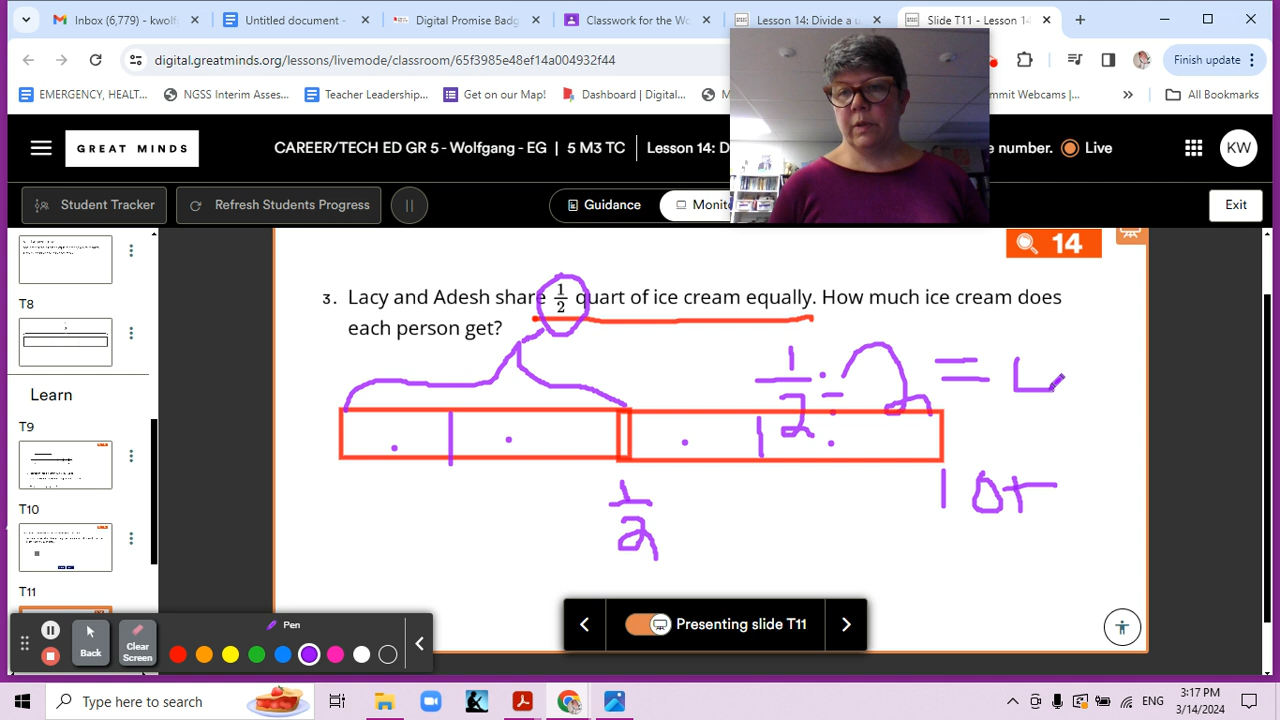 Inbox (6,779) - kwolf
Untitled document -
Digital Promise Badg
Classwork for the Wo
Lesson 14: Divide a u
Slide T11 - Lesson 14
digital.greatminds.org/lessons/livemode/classroom/65f3985e48ef14a004932f44
Finish update
EMERGENCY, HEALT...
NGSS Interim Asses...
Teacher Leadership...
Get on our Map!
Dashboard | Digital...
mmit Webcams |...
All Bookmarks
GREAT MINDS
CAREER/TECH ED GR 5 - Wolfgang - EG | 5 M3 TC
Lesson 14: D
e number.
Live
KW
Student Tracker
Refresh Students Progress
Guidance
Monito
Exit
14
T8
Learn
T9
T10
T11
3. Lacy and Adesh share 1/2 quart of ice cream equally. How much ice cream does
each person get?
1/2 ÷ 2 =
1/2
Presenting slide T11
Pen
Back
Clear
Screen
Type here to search
ENG
3:17 PM
3/14/2024